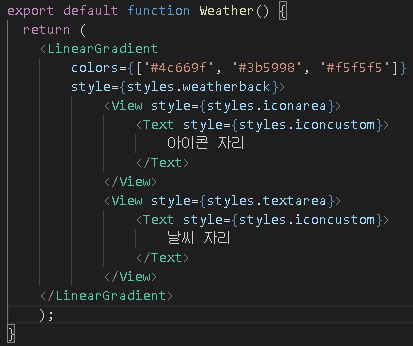 export default function Weather() {
  return (
    <LinearGradient
        colors={["#4c669f", "#3b5998", "#f5f5f5"]}
        style={styles.weatherback}>
            <View style={styles.iconarea}>
                <Text style={styles.iconcustom}>
                    아이콘 자리
                </Text>
            </View>
            <View style={styles.textarea}>
                <Text style={styles.iconcustom}>
                    날씨 자리
                </Text>
            </View>
    </LinearGradient>
    );
}